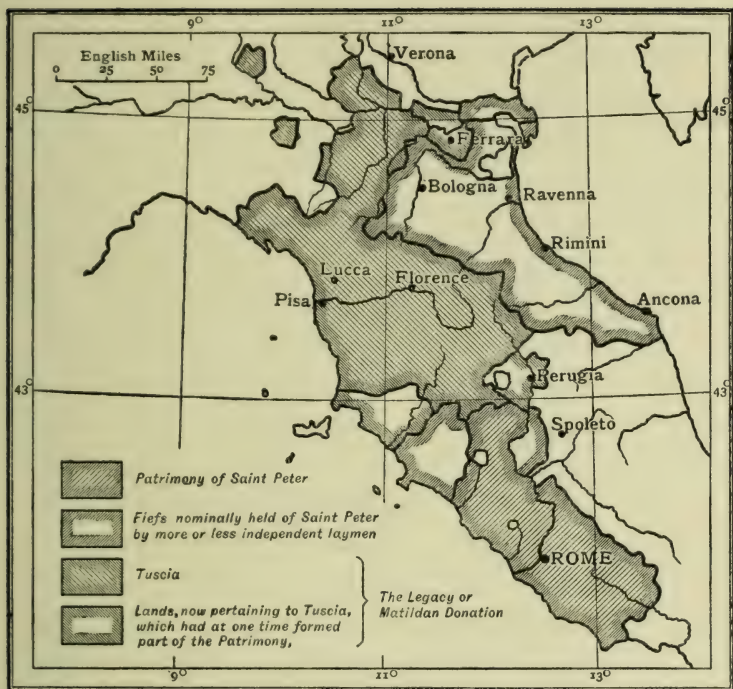 9°
11°
13°
English Miles
0 25 50 75
Verona
45°
45°
Ferrara
Bologna
Ravenna
Rimini
Lucca
Florence
Pisa
Ancona
43°
Perugia
43°
Spoleto
ROME
Patrimony of Saint Peter
Fiefs nominally held of Saint Peter
by more or less independent laymen
Tuscia
Lands, now pertaining to Tuscia,
which had at one time formed
part of the Patrimony,
The Legacy or
Matildan Donation
9°
11°
13°